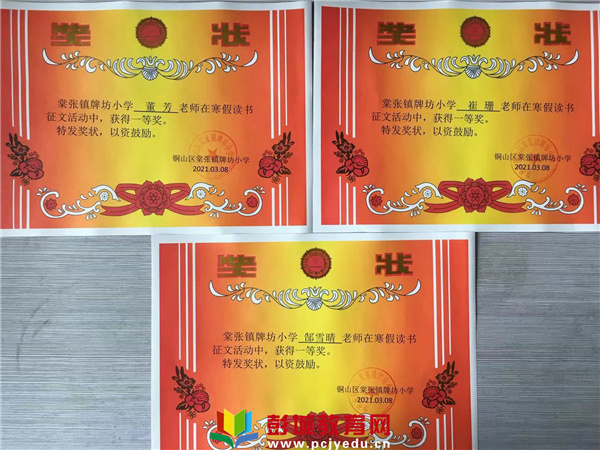 奖 状
棠张镇牌坊小学 董 芳 老师在寒假读书
征文活动中，获得一等奖。
特发奖状，以资鼓励。
铜山区棠张镇牌坊小学
2021.03.08
奖 状
棠张镇牌坊小学 崔 珊 老师在寒假读书
征文活动中，获得一等奖。
特发奖状，以资鼓励。
铜山区棠张镇牌坊小学
2021.03.08
奖 状
棠张镇牌坊小学 郜雪晴 老师在寒假读书
征文活动中，获得一等奖。
特发奖状，以资鼓励。
铜山区棠张镇牌坊小学
2021.03.08
彭城教育网
www.pcjyedu.cn